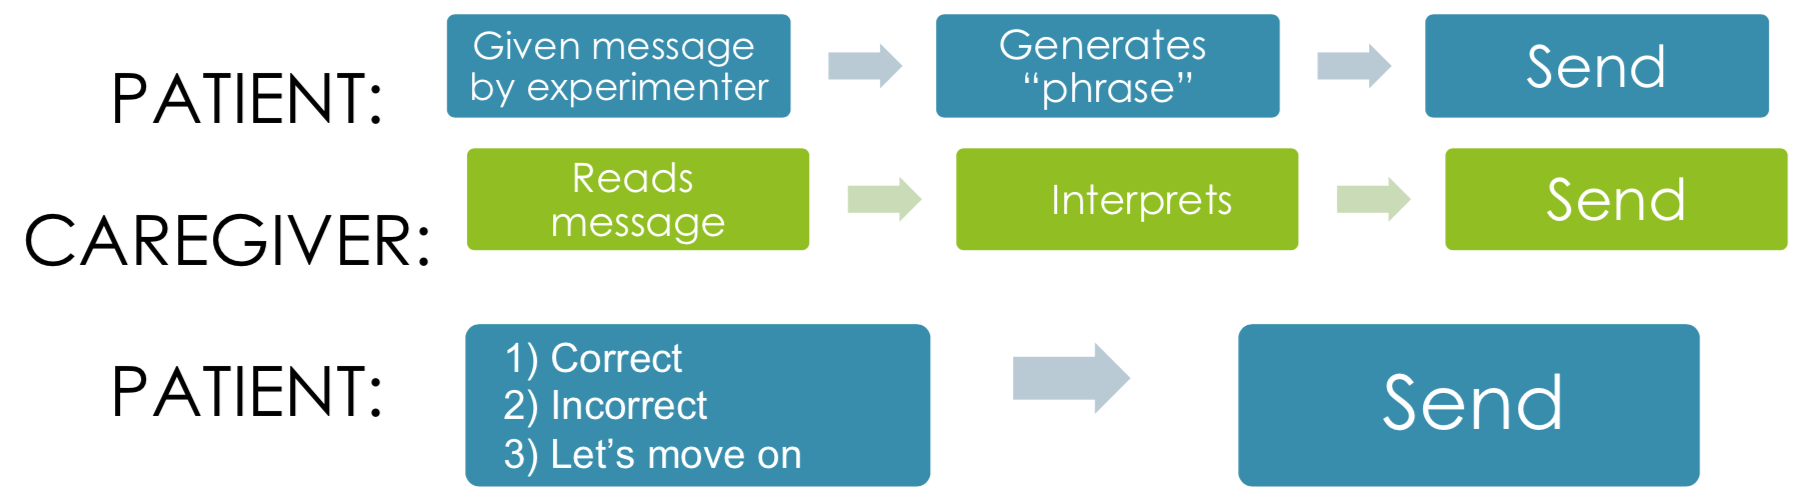 PATIENT:
Given message
by experimenter
Generates
“phrase”
Send
CAREGIVER:
Reads
message
Interprets
Send
PATIENT:
1) Correct
2) Incorrect
3) Let’s move on
Send